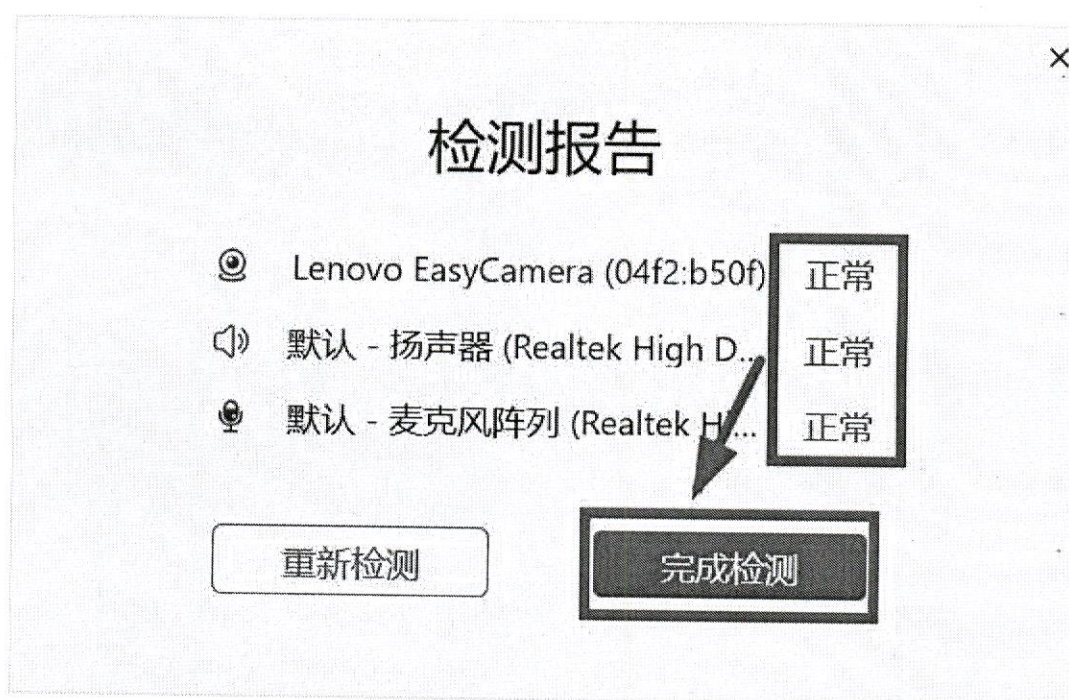 ×
检测报告
Lenovo EasyCamera (04f2:b50f) 正常
默认 - 扬声器 (Realtek High D... 正常
默认 - 麦克风阵列 (Realtek Hi... 正常
重新检测 完成检测